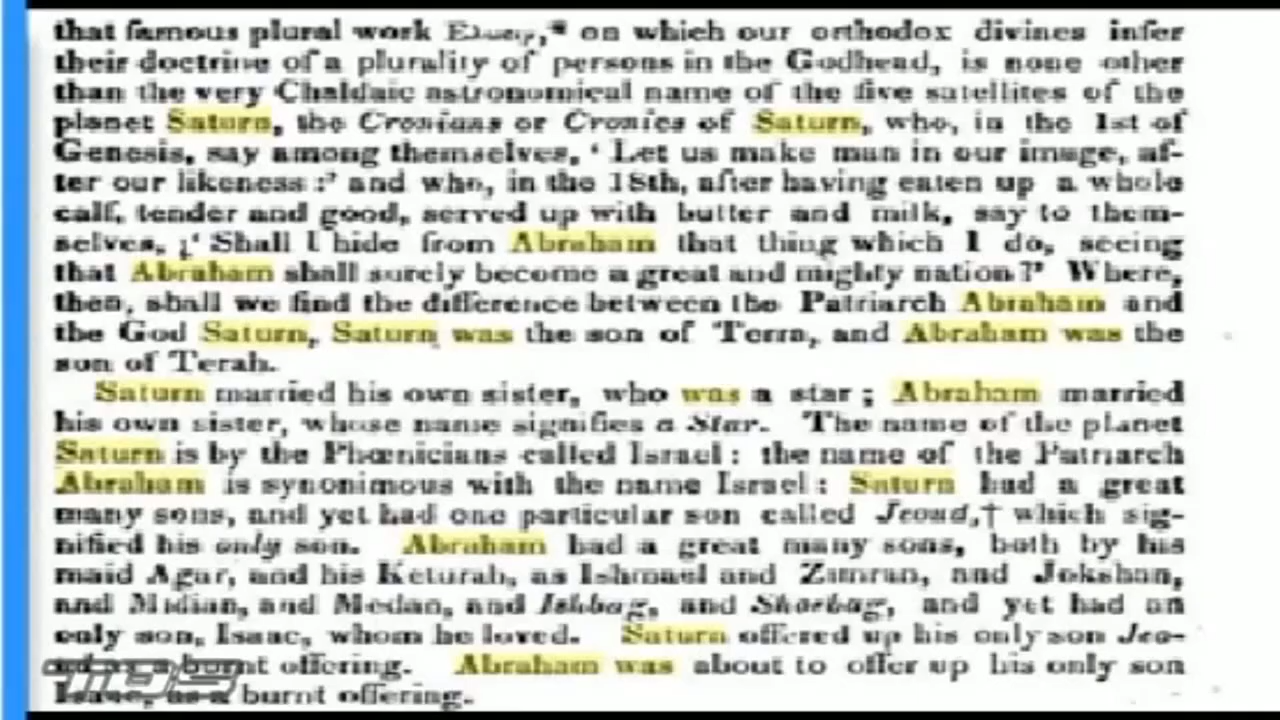 that famous plural work * on which our orthodox divines infer
their doctrine of a plurality of persons in the Godhead, is none other
than the very Chaldaic astronomical name of the five satellites of the
planet Saturn, the Cronians or Cronies of Saturn, who, in the 1st of
Genesis, say among themselves, ‘ Let us make man in our image, af-
ter our likeness :’ and who, in the 18th, after having eaten up a whole
calf, tender and good, served up with butter and milk, say to them-
selves, ‘ Shall I hide from Abraham that thing which I do, seeing
that Abraham shall surely become a great and mighty nation?’ Where,
then, shall we find the difference between the Patriarch Abraham and
the God Saturn, Saturn was the son of Terra, and Abraham was the
son of Terah.
Saturn married his own sister, who was a star ; Abraham married
his own sister, whose name signifies a Star. The name of the planet
Saturn is by the Phœnicians called Israel : the name of the Patriarch
Abraham is synonimous with the name Israel : Saturn had a great
many sons, and yet had one particular son called Jeoud,† which sig-
nified his only son. Abraham had a great many sons, both by his
maid Agar, and his Keturah, as Ishmael and Zimran, and Jokshan,
and Midian, and Medan, and Ishbag, and and yet had an
only son, Isaac, whom he loved. Saturn offered up his only son Jeo-
burnt offering. Abraham was about to offer up his only son
Isaac, as a burnt offering.